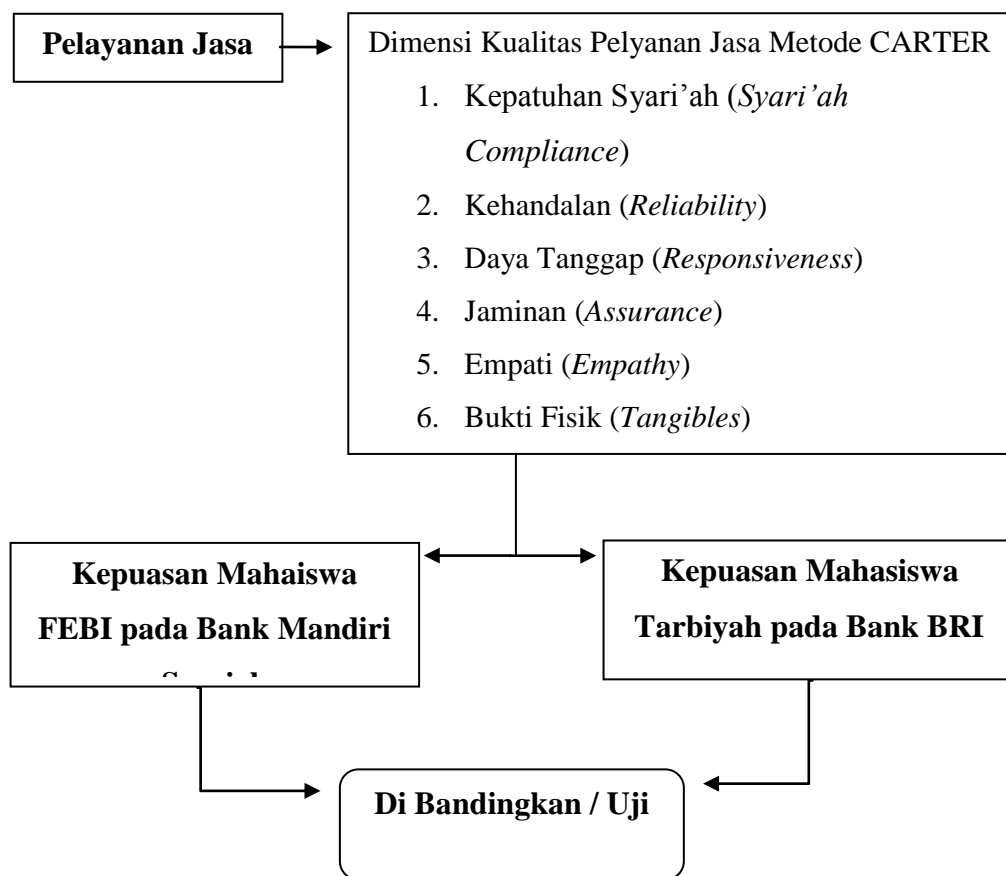 Pelayanan Jasa
Dimensi Kualitas Pelyanan Jasa Metode CARTER
1. Kepatuhan Syari’ah (Syari’ah
Compliance)
2. Kehandalan (Reliability)
3. Daya Tanggap (Responsiveness)
4. Jaminan (Assurance)
5. Empati (Empathy)
6. Bukti Fisik (Tangibles)
Kepuasan Mahaiswa
FEBI pada Bank Mandiri
Kepuasan Mahasiswa
Tarbiyah pada Bank BRI
Di Bandingkan / Uji